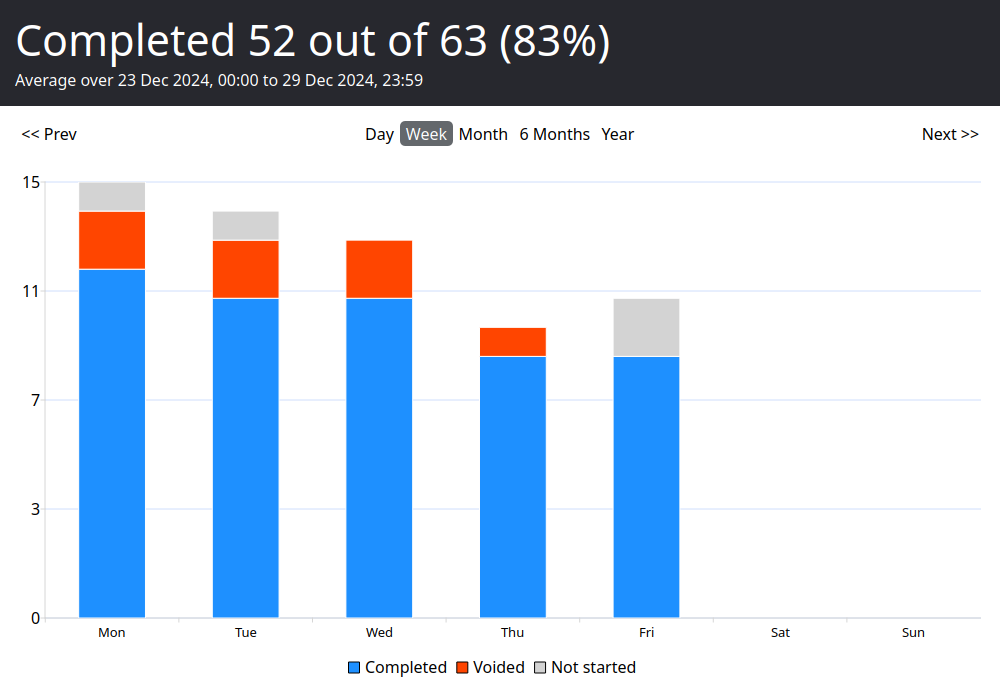 Completed 52 out of 63 (83%)
Average over 23 Dec 2024, 00:00 to 29 Dec 2024, 23:59
<< Prev Day Week Month 6 Months Year Next >>
15
11
7
3
0
Mon Tue Wed Thu Fri Sat Sun
Completed Voided Not started